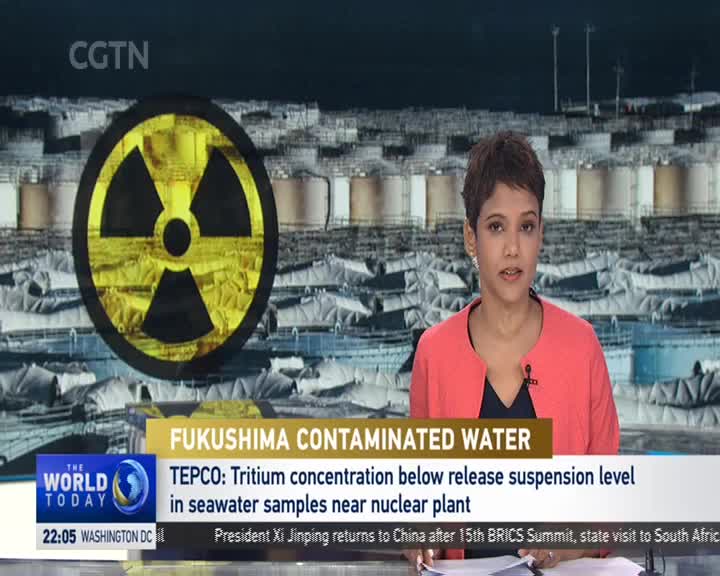 CGTN
FUKUSHIMA CONTAMINATED WATER
TEPCO: Tritium concentration below release suspension level
in seawater samples near nuclear plant
THE
WORLD
TODAY
22:05 WASHINGTON DC
President Xi Jinping returns to China after 15th BRICS Summit, state visit to South Afric